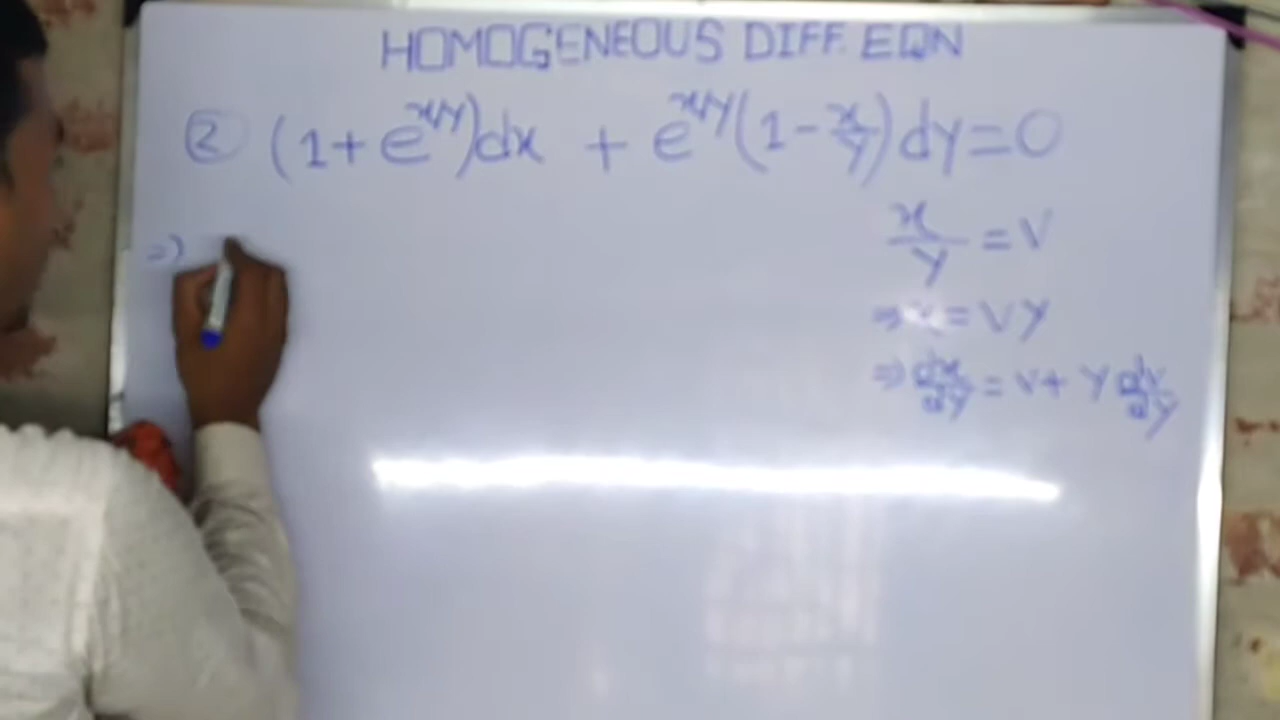 HOMOGENEOUS DIFF. EQN
② (1+e^{x/y})dx + e^{x/y}(1-x/y)dy=0
x/y = v
⇒ x = vy
⇒ dx/dy = v + y dv/dy
⇒)